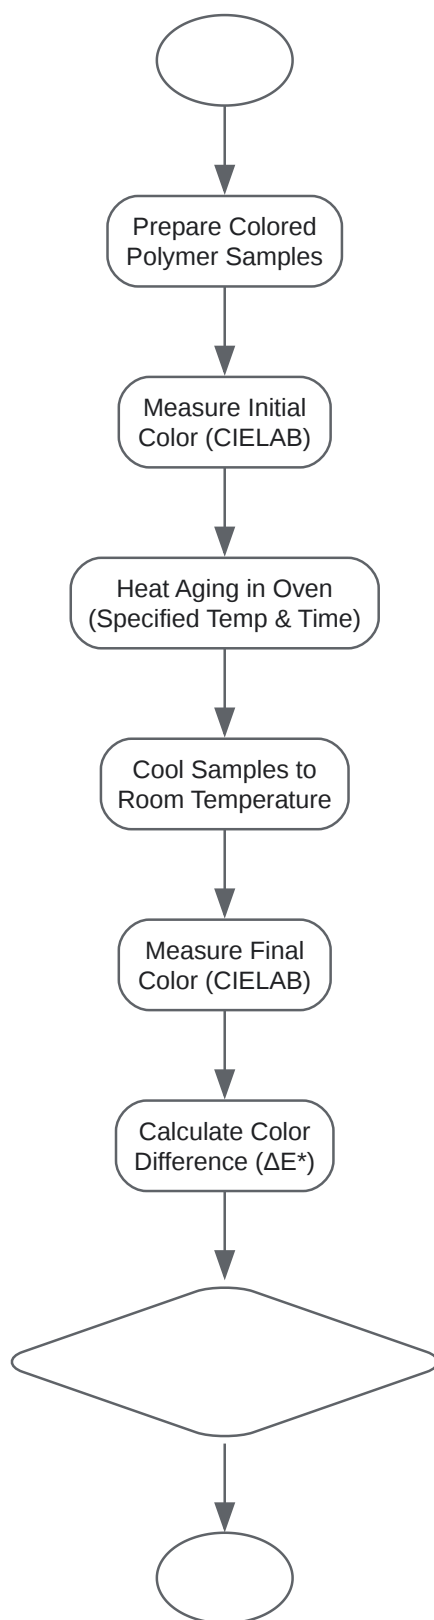 Prepare Colored
Polymer Samples
Measure Initial
Color (CIELAB)
Heat Aging in Oven
(Specified Temp & Time)
Cool Samples to
Room Temperature
Measure Final
Color (CIELAB)
Calculate Color
Difference (ΔE*)